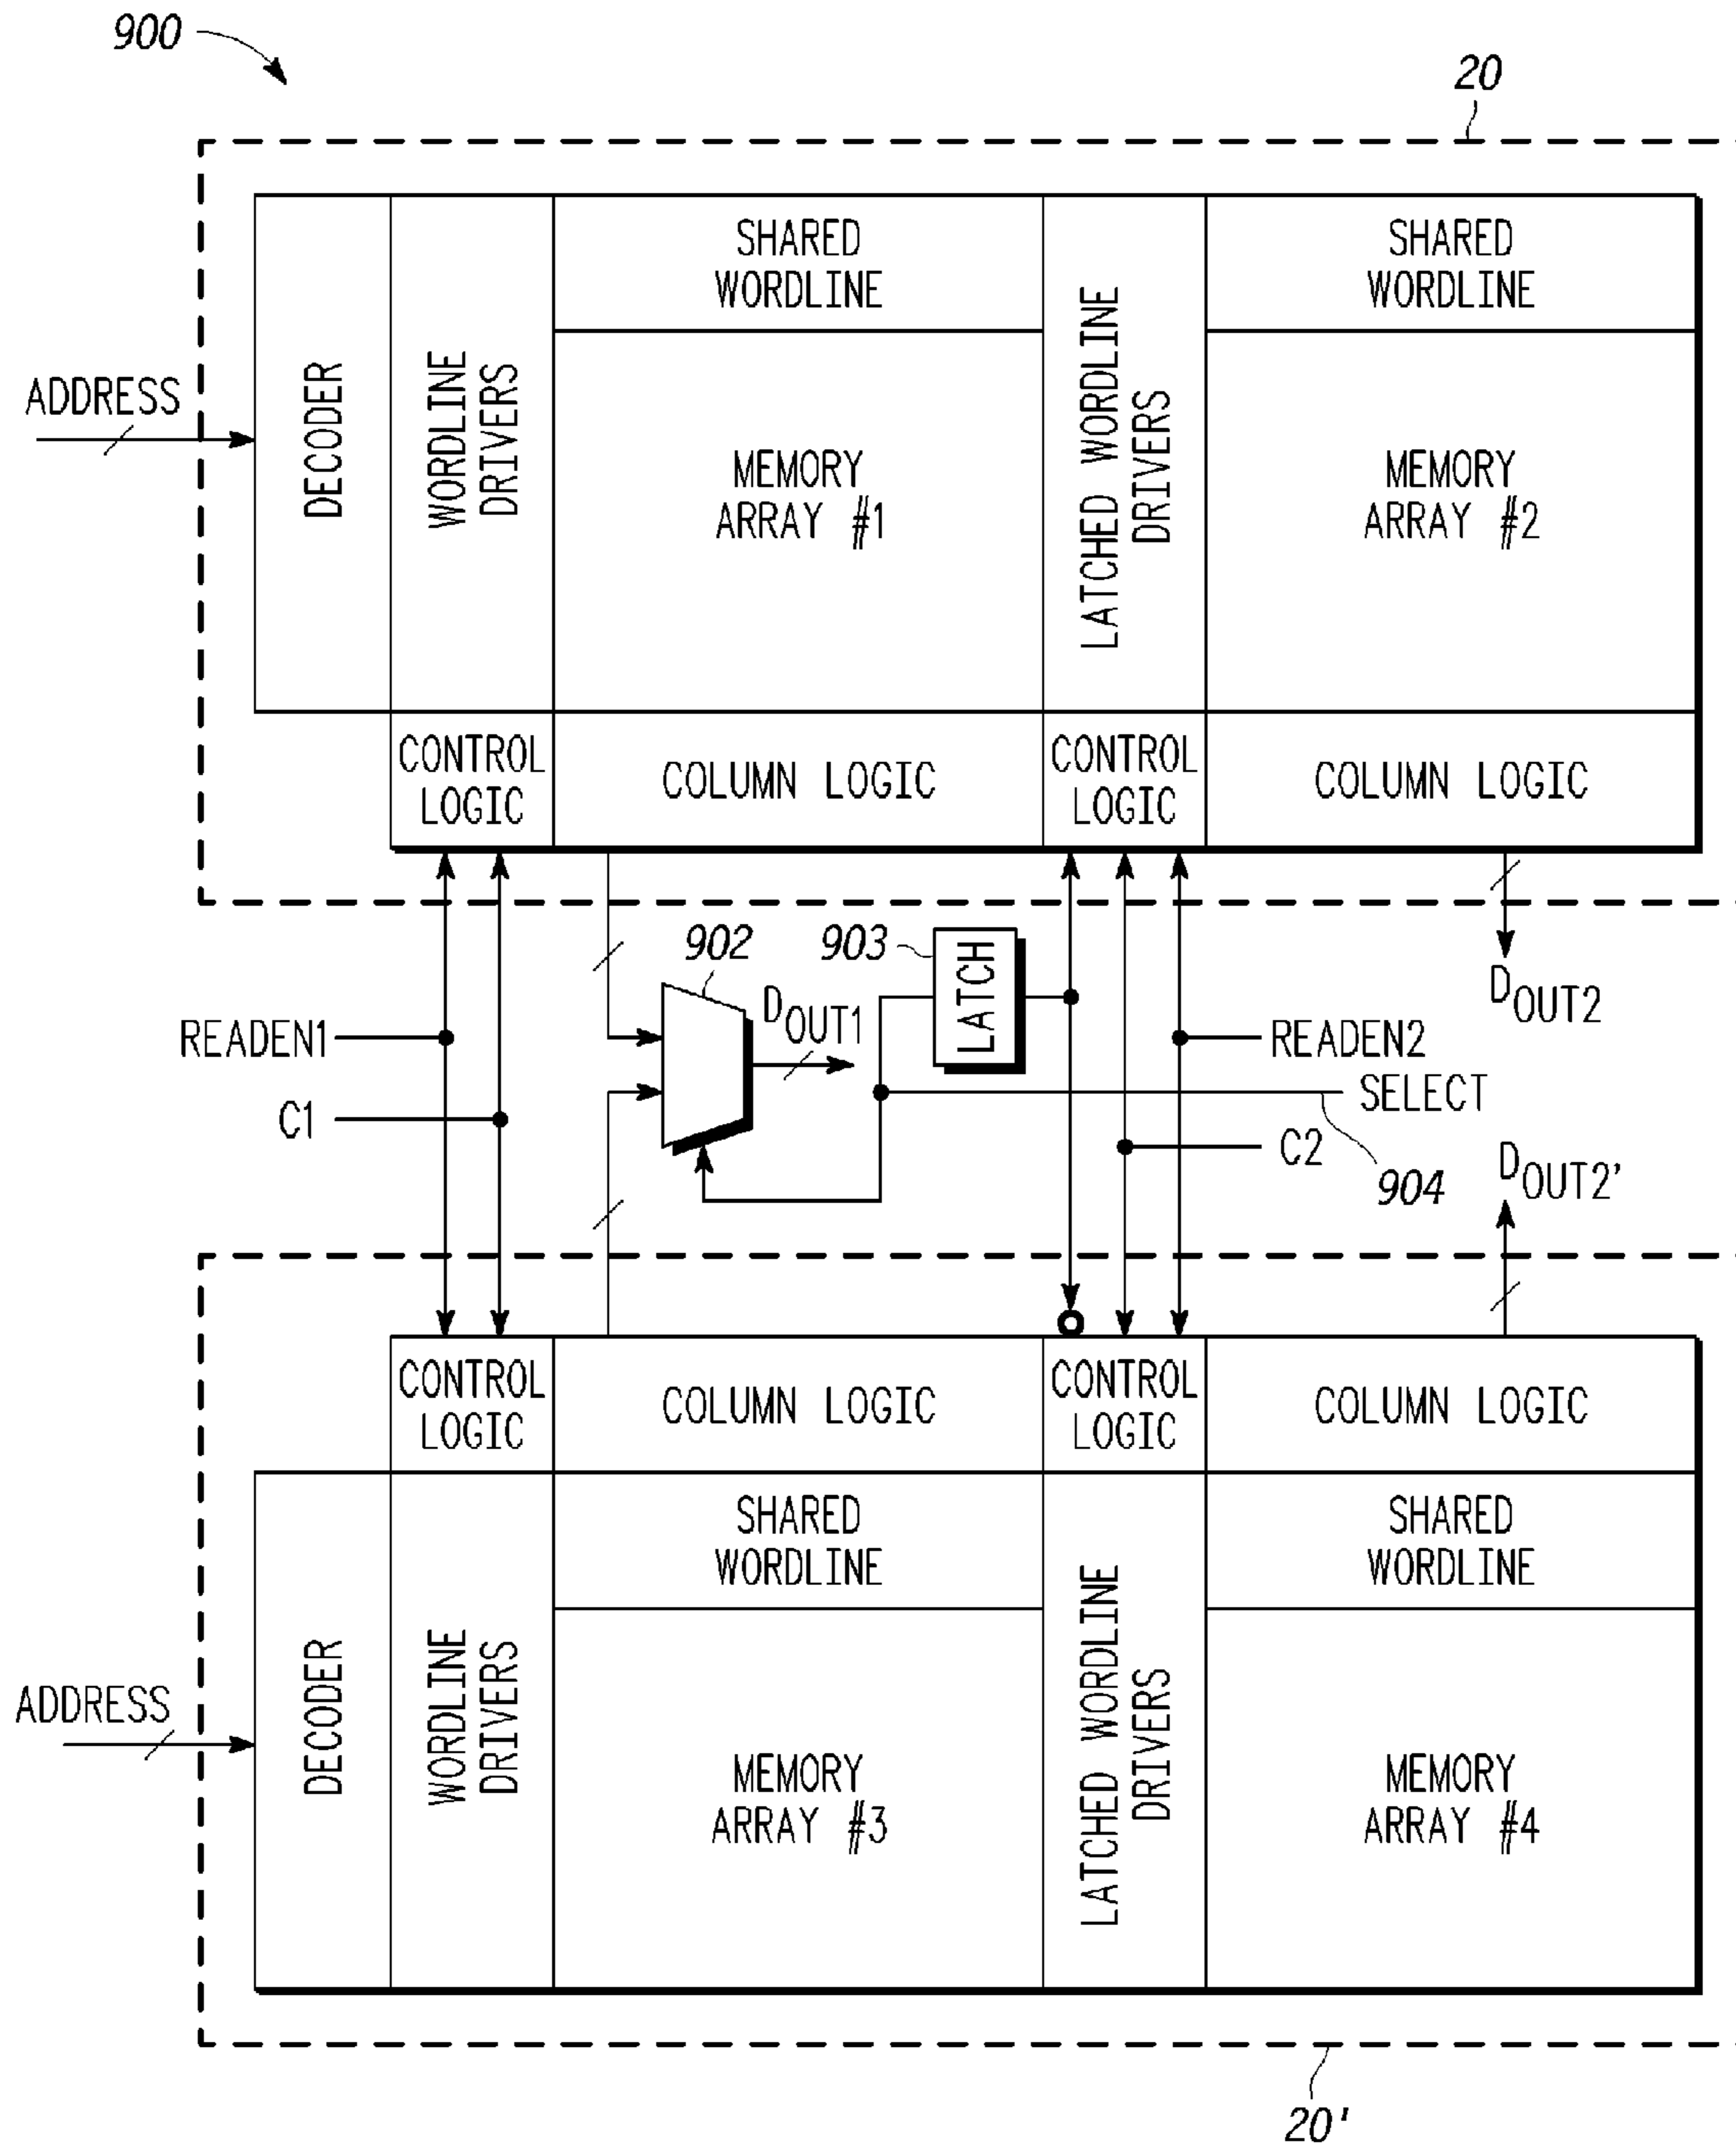 900
20
SHARED
WORDLINE
SHARED
WORDLINE
ADDRESS
DECODER
WORDLINE
DRIVERS
MEMORY
ARRAY #1
LATCHED WORDLINE
DRIVERS
MEMORY
ARRAY #2
CONTROL
LOGIC
COLUMN LOGIC
CONTROL
LOGIC
COLUMN LOGIC
902
903
LATCH
DOUT1
DOUT2
READEN1
READEN2
SELECT
C1
C2
904
DOUT2'
CONTROL
LOGIC
COLUMN LOGIC
CONTROL
LOGIC
COLUMN LOGIC
SHARED
WORDLINE
SHARED
WORDLINE
ADDRESS
DECODER
WORDLINE
DRIVERS
MEMORY
ARRAY #3
LATCHED WORDLINE
DRIVERS
MEMORY
ARRAY #4
20'